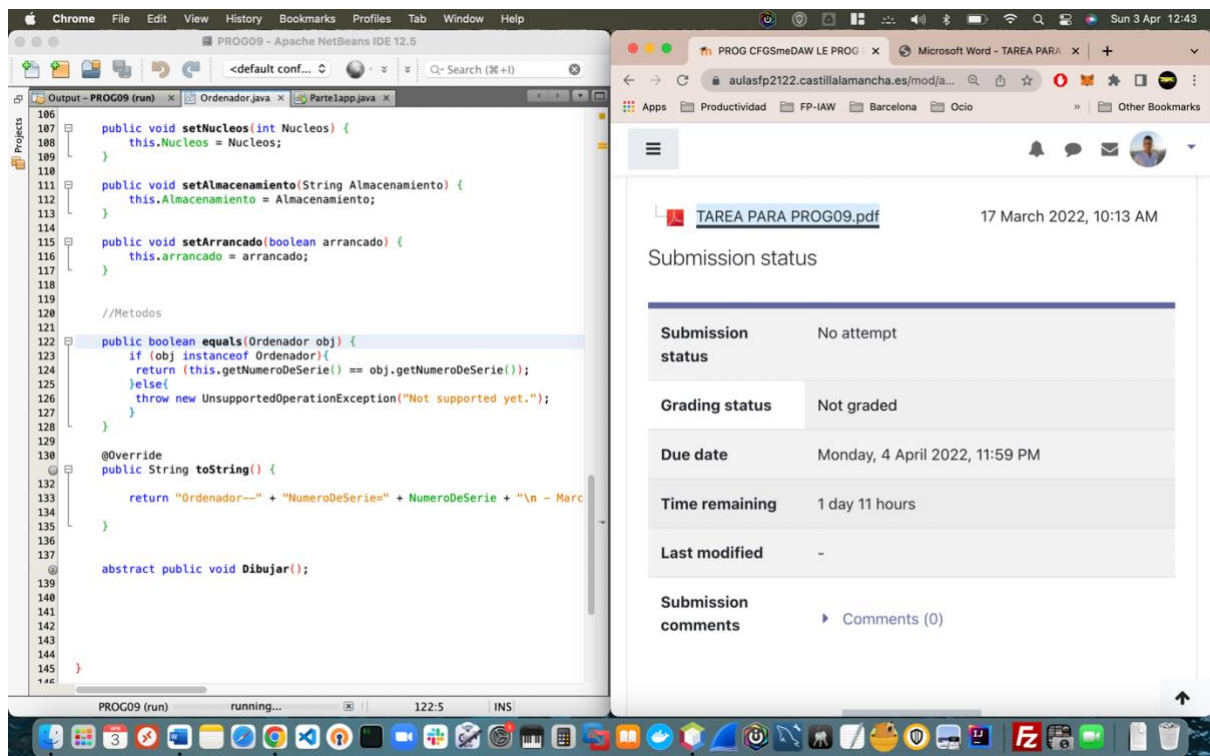 Chrome File Edit View History Bookmarks Profiles Tab Window Help
Sun 3 Apr 12:43
PROG09 - Apache NetBeans IDE 12.5
<default conf...
Search (⌘+I)
Output - PROG09 (run)
Ordenador.java
Parte1app.java
Projects
106
107 public void setNucleos(int Nucleos) {
108 this.Nucleos = Nucleos;
109 }
110
111 public void setAlmacenamiento(String Almacenamiento) {
112 this.Almacenamiento = Almacenamiento;
113 }
114
115 public void setArrancado(boolean arrancado) {
116 this.arrancado = arrancado;
117 }
118
119
120 //Metodos
121
122 public boolean equals(Ordenador obj) {
123 if (obj instanceof Ordenador){
124 return (this.getNumeroDeSerie() == obj.getNumeroDeSerie());
125 }else{
126 throw new UnsupportedOperationException("Not supported yet.");
127 }
128 }
129
130 @Override
public String toString() {
132
133 return "Ordenador--" + "NumeroDeSerie=" + NumeroDeSerie + "\n - Marc
134
135 }
136
137
abstract public void Dibujar();
139
140
141
142
143
144
145 }
146
PROG09 (run) running... 122:5 INS
PROG CFGSmeDAW LE PROG
Microsoft Word - TAREA PARA
aulasfp2122.castillalamancha.es/mod/a...
Apps Productividad FP-IAW Barcelona Ocio » Other Bookmarks
TAREA PARA PROG09.pdf 17 March 2022, 10:13 AM
Submission status
Submission status No attempt
Grading status Not graded
Due date Monday, 4 April 2022, 11:59 PM
Time remaining 1 day 11 hours
Last modified -
Submission comments Comments (0)